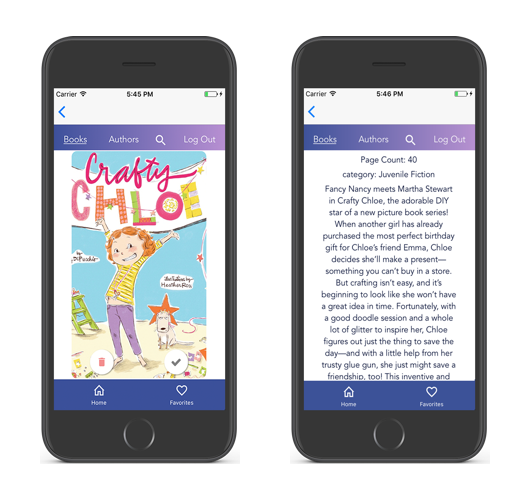 Carrier 5:45 PM
Books Authors Log Out
Crafty
CHLOE
by
DiPucchio
illustrations by
Heather Ross
Home Favorites
Carrier 5:46 PM
Books Authors Log Out
Page Count: 40
category: Juvenile Fiction
Fancy Nancy meets Martha Stewart
in Crafty Chloe, the adorable DIY
star of a new picture book series!
When another girl has already
purchased the most perfect birthday
gift for Chloe's friend Emma, Chloe
decides she'll make a present—
something you can't buy in a store.
But crafting isn't easy, and it's
beginning to look like she won't have
a great idea in time. Fortunately, with
a good doodle session and a whole
lot of glitter to inspire her, Chloe
figures out just the thing to save the
day—and with a little help from her
trusty glue gun, she just might save a
friendship, too! This inventive and
Home Favorites